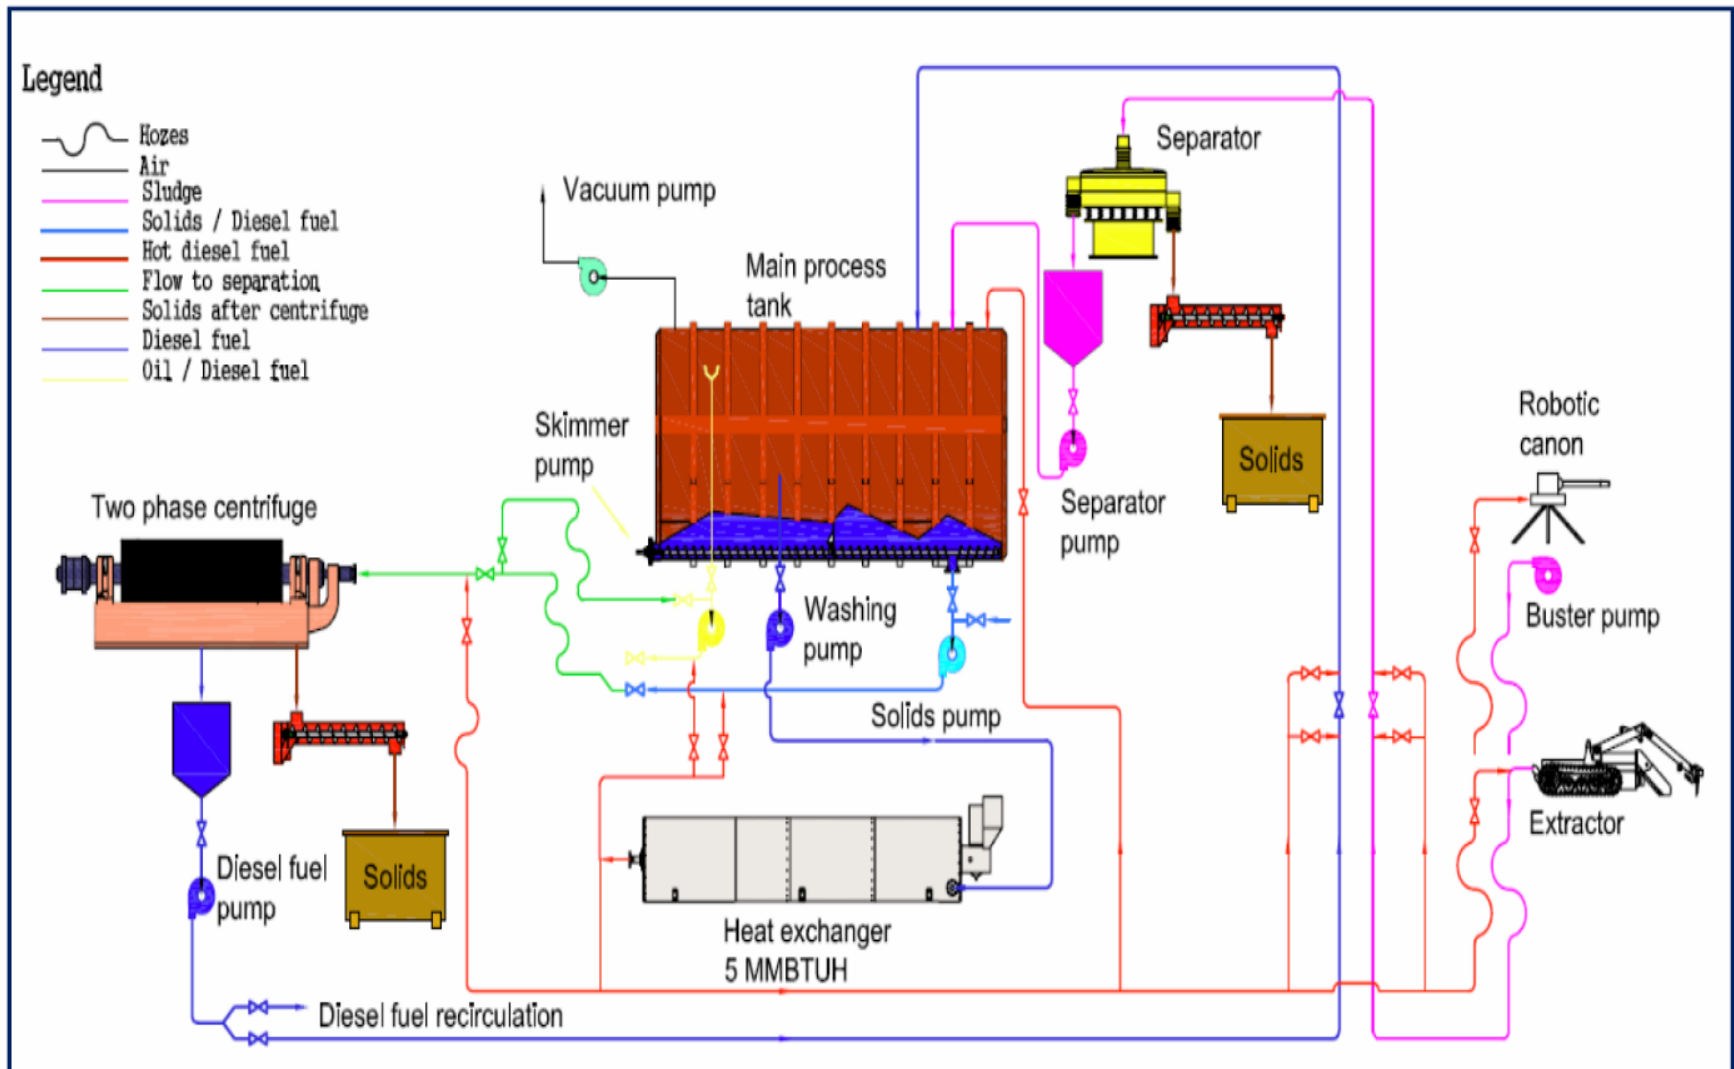 Legend
Hozes
Air
Sludge
Solids / Diesel fuel
Hot diesel fuel
Flow to separation
Solids after centrifuge
Diesel fuel
Oil / Diesel fuel
Vacuum pump
Main process
tank
Separator
Skimmer
pump
Separator
pump
Solids
Robotic
canon
Two phase centrifuge
Washing
pump
Buster pump
Solids pump
Extractor
Diesel fuel
pump
Solids
Heat exchanger
5 MMBTUH
Diesel fuel recirculation